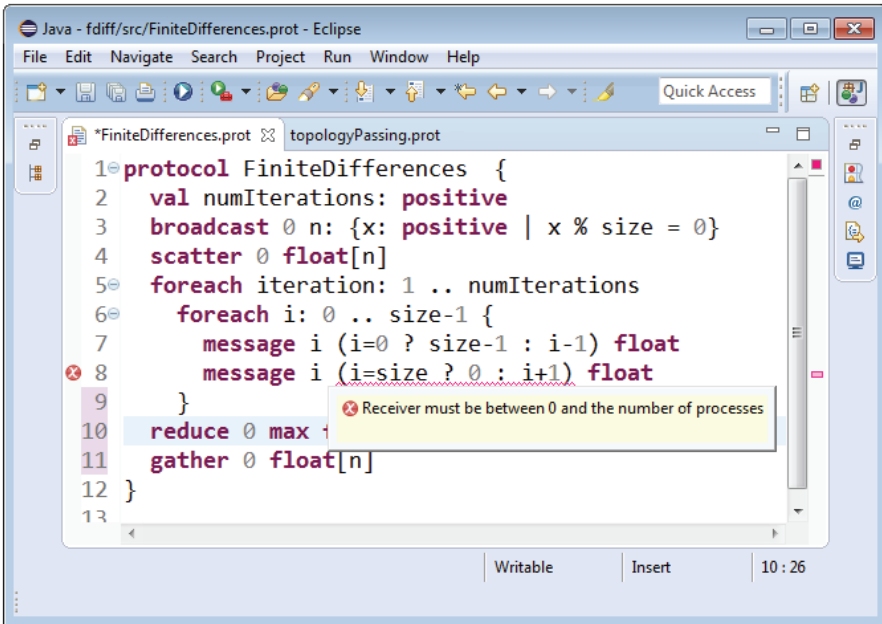 Java - fdiff/src/FiniteDifferences.prot - Eclipse
File Edit Navigate Search Project Run Window Help
Quick Access
*FiniteDifferences.prot topologyPassing.prot
1 protocol FiniteDifferences {
2 val numIterations: positive
3 broadcast 0 n: {x: positive | x % size = 0}
4 scatter 0 float[n]
5 foreach iteration: 1 .. numIterations
6 foreach i: 0 .. size-1 {
7 message i (i=0 ? size-1 : i-1) float
8 message i (i=size ? 0 : i+1) float
9 }
Receiver must be between 0 and the number of processes
10 reduce 0 max
11 gather 0 float[n]
12 }
13
Writable Insert 10 : 26